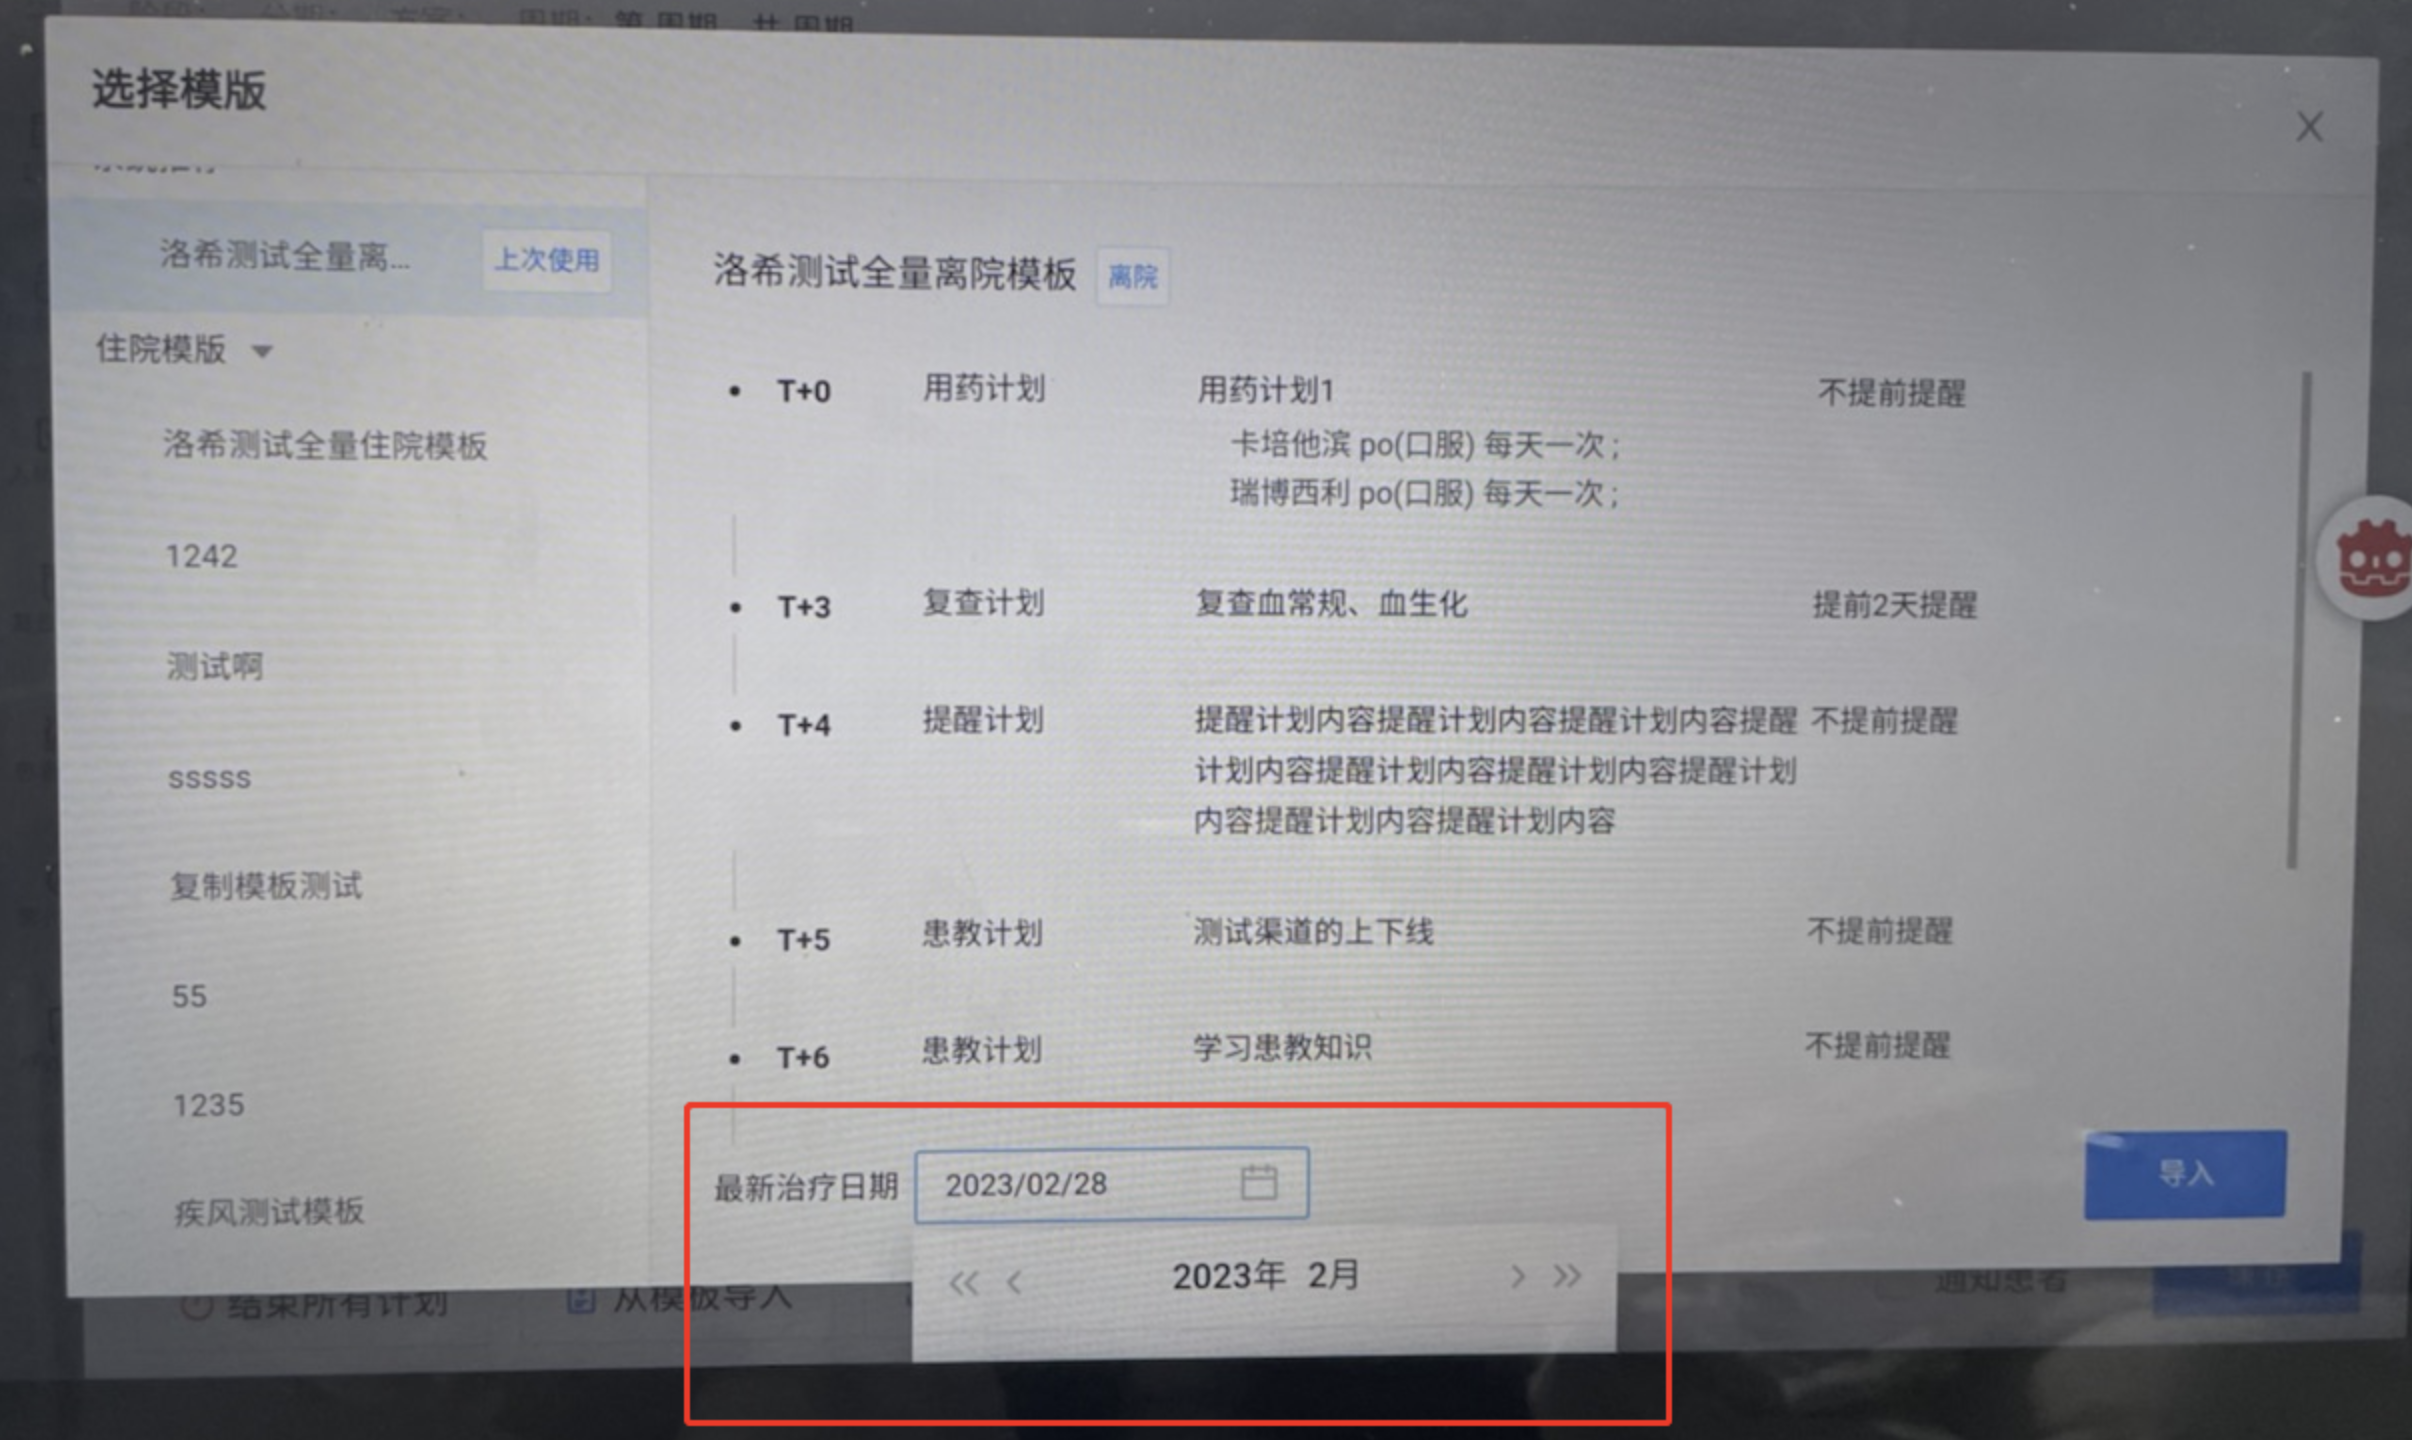 第 周期 共 周期
选择模版
洛希测试全量离...
上次使用
住院模版
洛希测试全量住院模板
1242
测试啊
sssss
复制模板测试
55
1235
疾风测试模板
洛希测试全量离院模板
离院
T+0 用药计划 用药计划1 不提前提醒
卡培他滨 po(口服) 每天一次 ;
瑞博西利 po(口服) 每天一次 ;
T+3 复查计划 复查血常规、血生化 提前2天提醒
T+4 提醒计划 提醒计划内容提醒计划内容提醒计划内容提醒 不提前提醒
计划内容提醒计划内容提醒计划内容提醒计划
内容提醒计划内容提醒计划内容
T+5 患教计划 测试渠道的上下线 不提前提醒
T+6 患教计划 学习患教知识 不提前提醒
最新治疗日期 2023/02/28
导入
2023年 2月
结束所有计划
从模板导入
通知患者